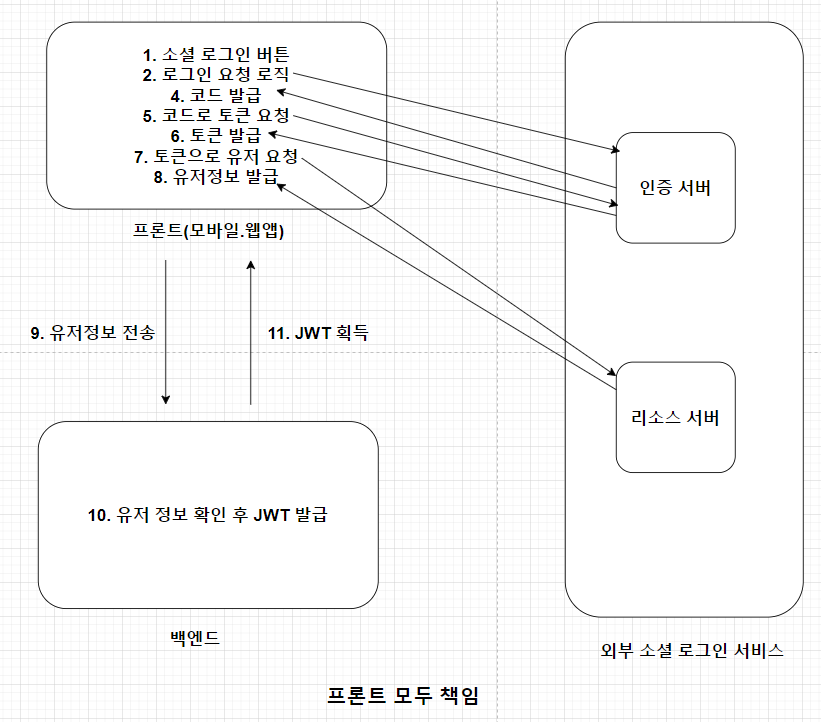 1. 소셜 로그인 버튼
2. 로그인 요청 로직
4. 코드 발급
5. 코드로 토큰 요청
6. 토큰 발급
7. 토큰으로 유저 요청
8. 유저정보 발급
프론트(모바일.웹앱)
인증 서버
9. 유저정보 전송
11. JWT 획득
리소스 서버
10. 유저 정보 확인 후 JWT 발급
백엔드
외부 소셜 로그인 서비스
프론트 모두 책임